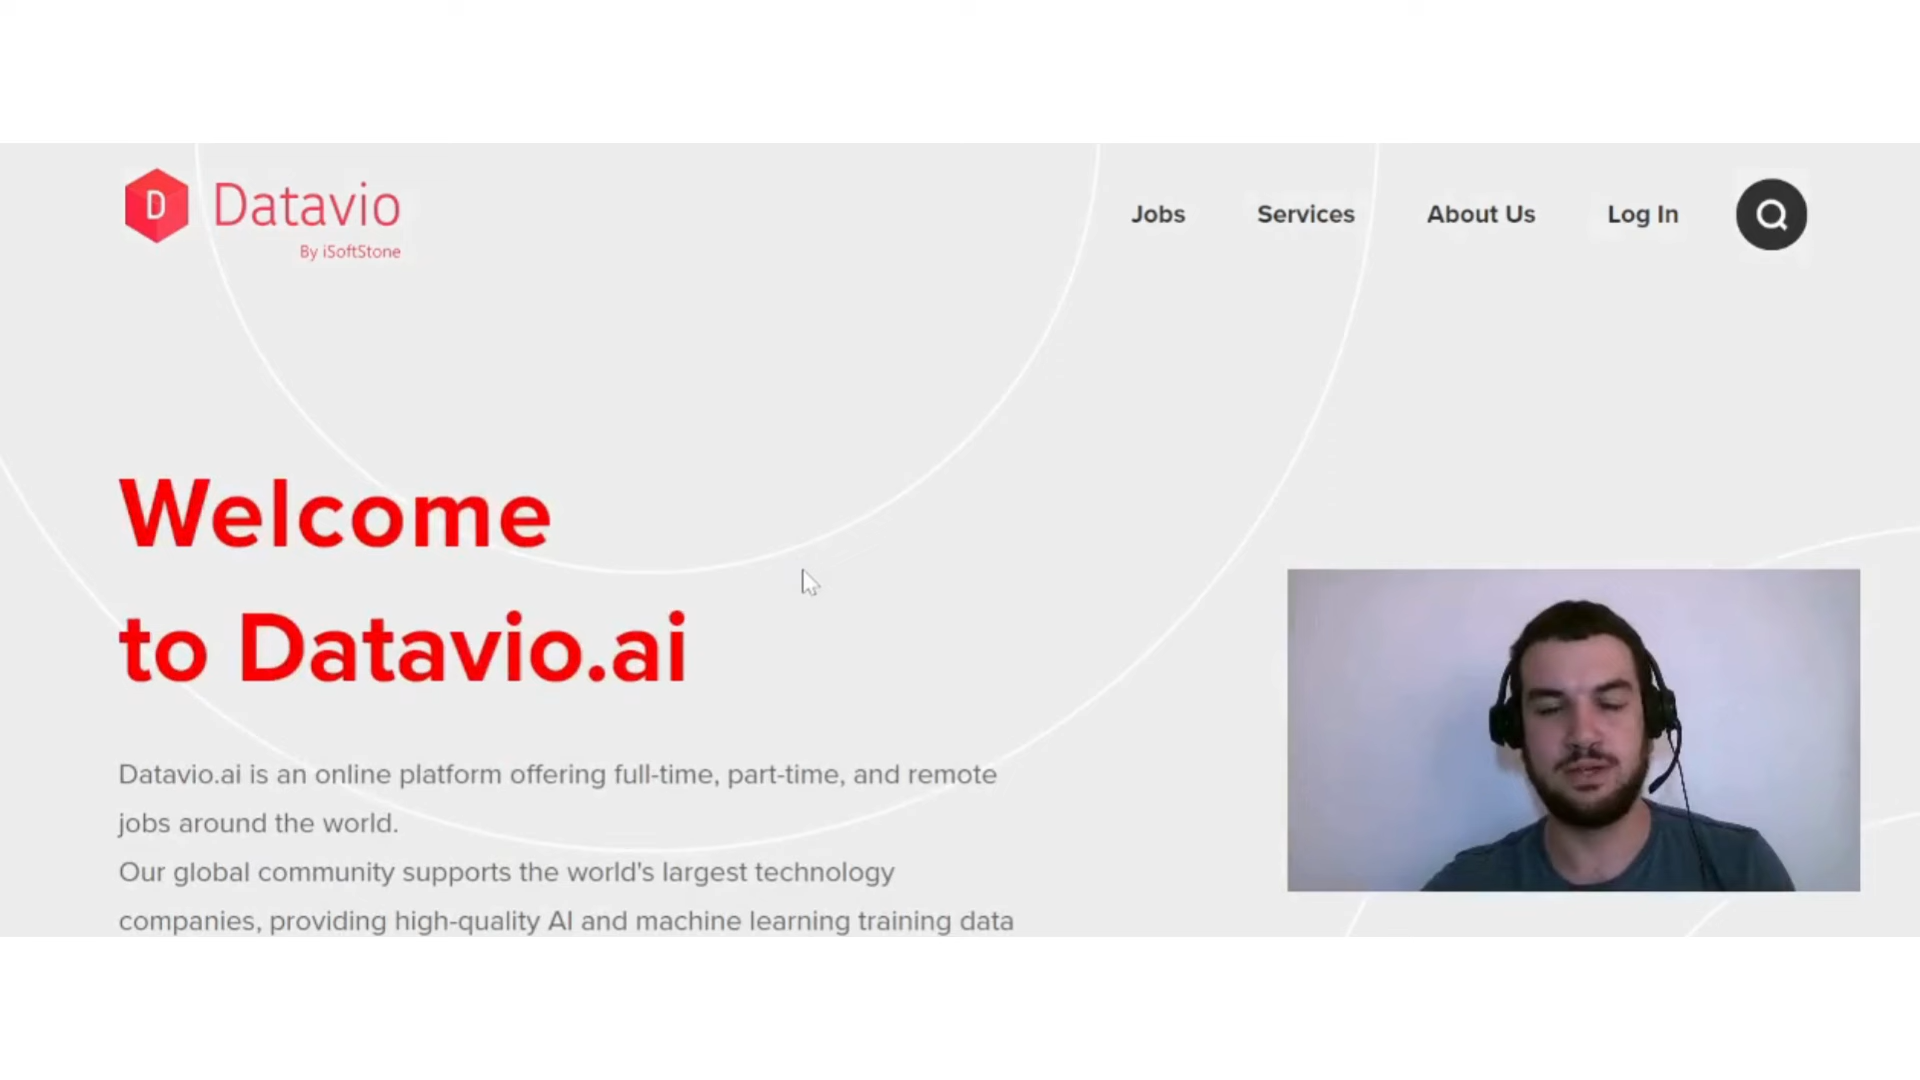 D Datavio
By iSoftStone
Jobs Services About Us Log In
Welcome
to Datavio.ai
Datavio.ai is an online platform offering full-time, part-time, and remote
jobs around the world.
Our global community supports the world's largest technology
companies, providing high-quality AI and machine learning training data